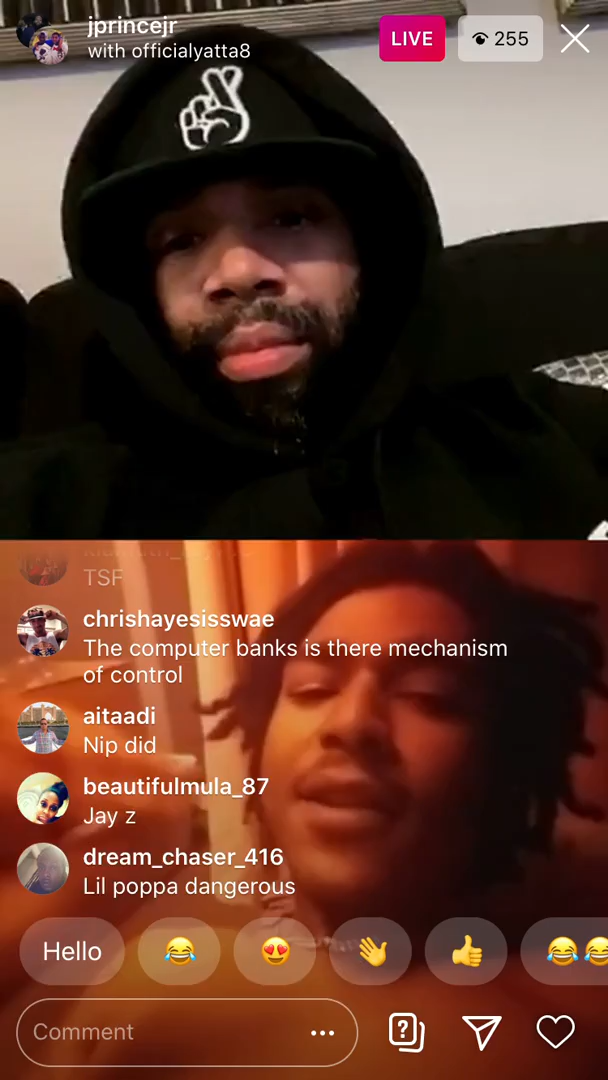 jprincejr
with officialyatta8
LIVE
255
TSF
chrishayesisswae
The computer banks is there mechanism
of control
aitaadi
Nip did
beautifulmula_87
Jay z
dream_chaser_416
Lil poppa dangerous
Hello
Comment